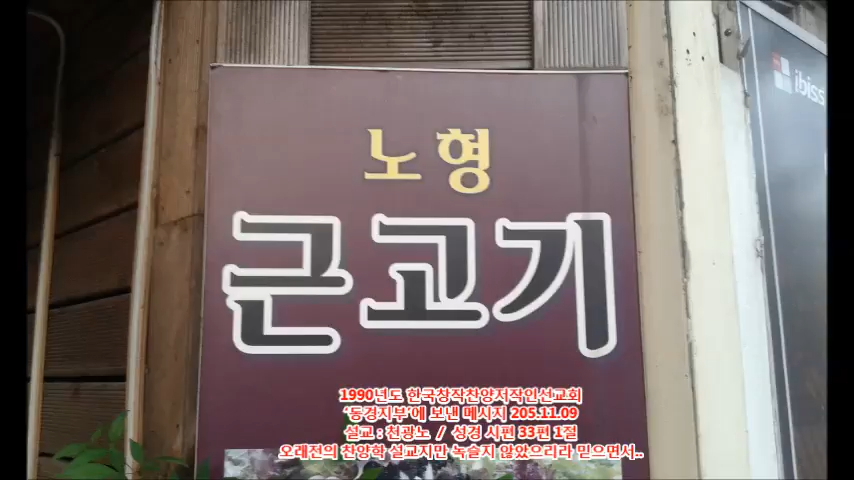 ibiss
노형
근고기
1990년도 한국창작찬양저작인선교회
'동경지부'에 보낸 메시지 205.11.09
설교 : 천광노 / 성경 시편 33편 1절
오래전의 찬양학 설교지만 녹슬지 않았으리라 믿으면서..